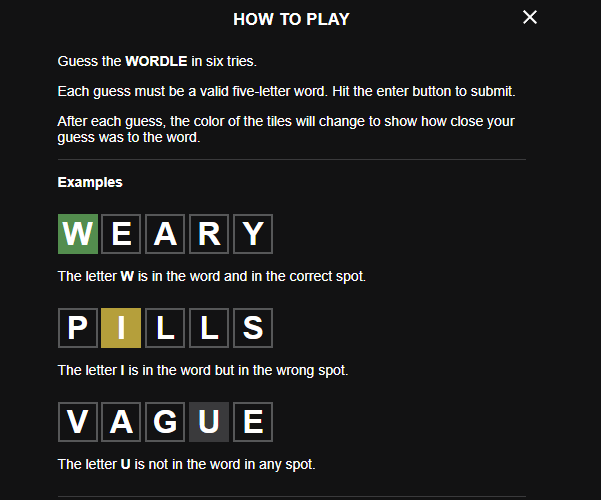 HOW TO PLAY
Guess the WORDLE in six tries.
Each guess must be a valid five-letter word. Hit the enter button to submit.
After each guess, the color of the tiles will change to show how close your
guess was to the word.
Examples
WEARY
The letter W is in the word and in the correct spot.
PILLS
The letter I is in the word but in the wrong spot.
VAGUE
The letter U is not in the word in any spot.